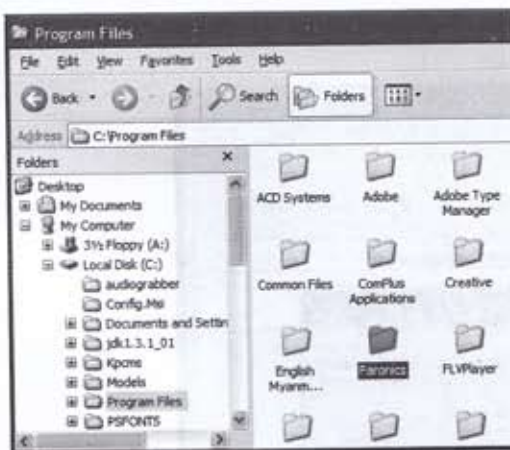 Program Files
File Edit View Favorites Tools Help
Back Search Folders
Address C:\Program Files
Folders ×
Desktop
My Documents
My Computer
3½ Floppy (A:)
Local Disk (C:)
audiograbber
Config.Msi
Documents and Settin
jdk1.3.1_01
Kpcms
Models
Program Files
PSFONTS
ACD Systems Adobe Adobe Type
Manager
Common Files ComPlus
Applications Creative
English
Myanm... Faronics FLVPlayer